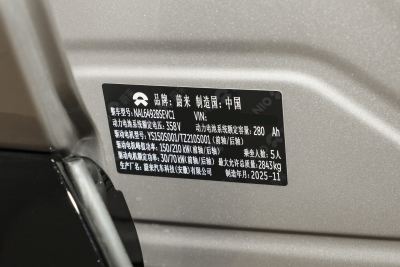 品牌：蔚来 制造国：中国
整车型号：NAL6492BSEVC1 VIN：
动力电池系统额定电压：358V 动力电池系统额定容量：280 Ah
驱动电机型号：YS150S001/TZ210S001（前轴/后轴）
驱动电机峰值功率：150/210 kW（前轴/后轴） 乘坐人数：5人
驱动电机额定功率：30/70 kW（前轴/后轴） 最大允许总质量：2843kg
生产厂名：蔚来汽车科技（安徽）有限公司 制造年月：2025-11
NIO